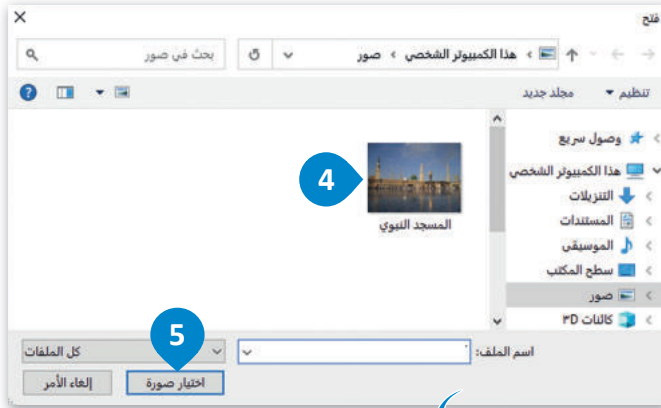 فتح
هذا الكمبيوتر الشخصي › صور
بحث في صور
تنظيم
مجلد جديد
وصول سريع
هذا الكمبيوتر الشخصي
التنزيلات
المستندات
الموسيقى
سطح المكتب
صور
كائنات ٣D
4
المسجد النبوي
اسم الملف:
كل الملفات
5
اختيار صورة
إلغاء الأمر